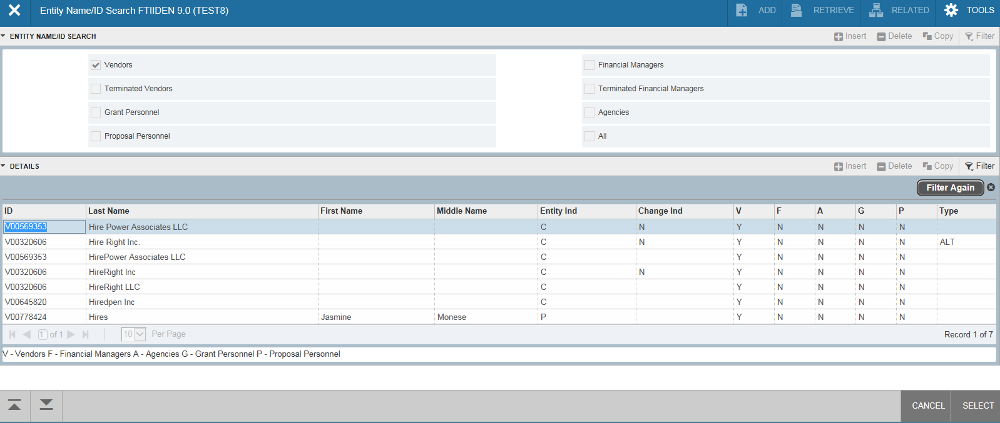 Entity Name/ID Search FTIIDEN 9.0 (TEST8) ADD RETRIEVE RELATED TOOLS
ENTITY NAME/ID SEARCH Insert Delete Copy Filter
Vendors Financial Managers
Terminated Vendors Terminated Financial Managers
Grant Personnel Agencies
Proposal Personnel All
DETAILS Insert Delete Copy Filter
Filter Again
ID Last Name First Name Middle Name Entity Ind Change Ind V F A G P Type
V00569353 Hire Power Associates LLC C N Y N N N N
V00320606 Hire Right Inc. C N Y N N N N ALT
V00569353 HirePower Associates LLC C Y N N N N
V00320606 HireRight Inc C N Y N N N N
V00320606 HireRight LLC C Y N N N N
V00645820 Hiredpen Inc C Y N N N N
V00778424 Hires Jasmine Monese P Y N N N N
1 of 1 10 Per Page Record 1 of 7
V - Vendors F - Financial Managers A - Agencies G - Grant Personnel P - Proposal Personnel
CANCEL SELECT